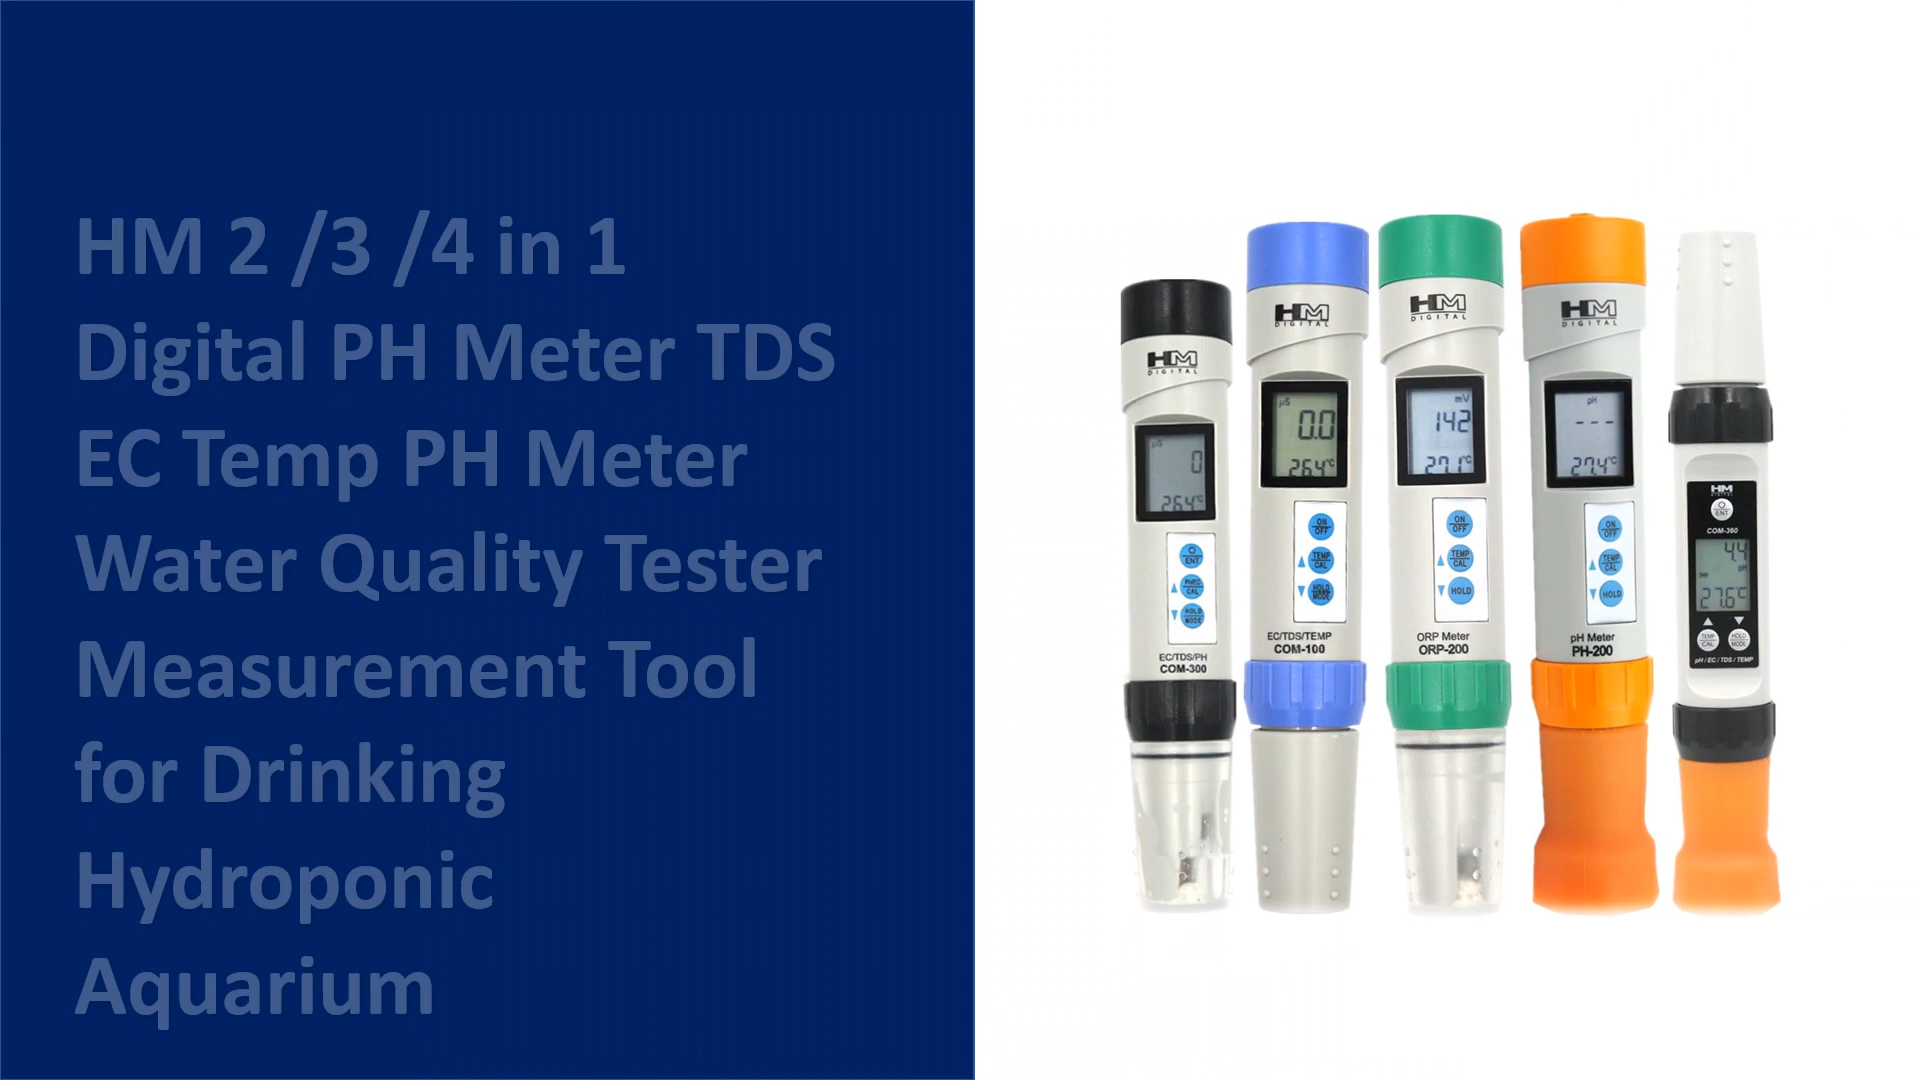 HM 2 /3 /4 in 1
Digital PH Meter TDS
EC Temp PH Meter
Water Quality Tester
Measurement Tool
for Drinking
Hydroponic
Aquarium
HM
DIGITAL
µS
0
26.4°C
ENT
CAL
HOLD
MODE
EC/TDS/PH
COM-300
HM
DIGITAL
µS
0.0
26.4°C
ON
OFF
TEMP
CAL
HOLD
MODE
EC/TDS/TEMP
COM-100
HM
DIGITAL
mV
142
27.1°C
ON
OFF
TEMP
CAL
HOLD
ORP Meter
ORP-200
HM
DIGITAL
pH
---
27.4°C
ON
OFF
TEMP
CAL
HOLD
pH Meter
PH-200
HM
DIGITAL
ENT
COM-360
4.4
pH
27.6°C
TEMP
CAL
HOLD
MODE
pH / EC / TDS / TEMP